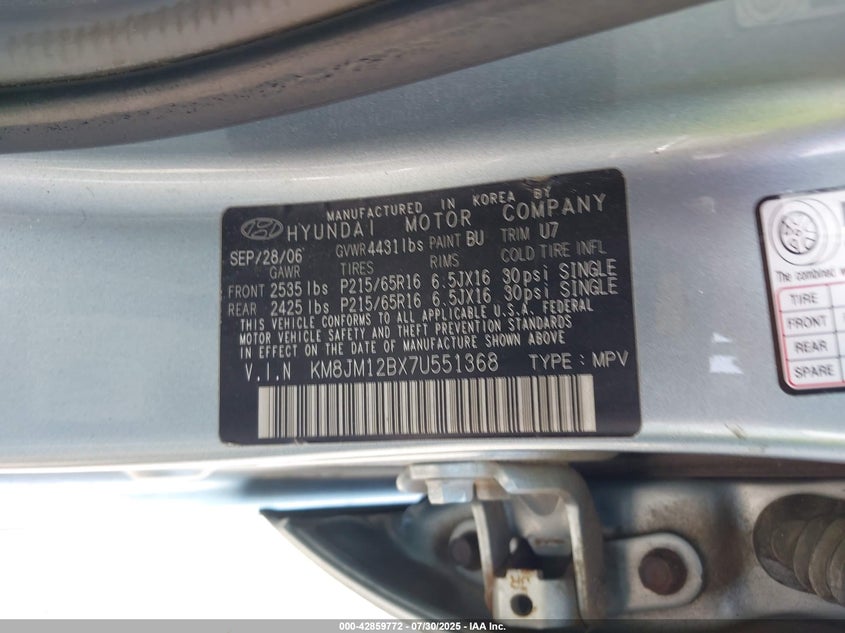 MANUFACTURED IN KOREA BY
HYUNDAI MOTOR COMPANY
SEP/28/06 GVWR 4431lbs PAINT BU TRIM U7
GAWR TIRES RIMS COLD TIRE INFL
FRONT 2535 lbs P215/65R16 6.5JX16 30psi SINGLE
REAR 2425 lbs P215/65R16 6.5JX16 30psi SINGLE
THIS VEHICLE CONFORMS TO ALL APPLICABLE U.S.A. FEDERAL
MOTOR VEHICLE SAFETY AND THEFT PREVENTION STANDARDS
IN EFFECT ON THE DATE OF MANUFACTURE SHOWN ABOVE
V.I.N KM8JM12BX7U551368 TYPE : MPV
The combined
TIRE
FRONT
REAR
SPARE
000-42859772 - 07/30/2025 - Copyright © IAA Inc.